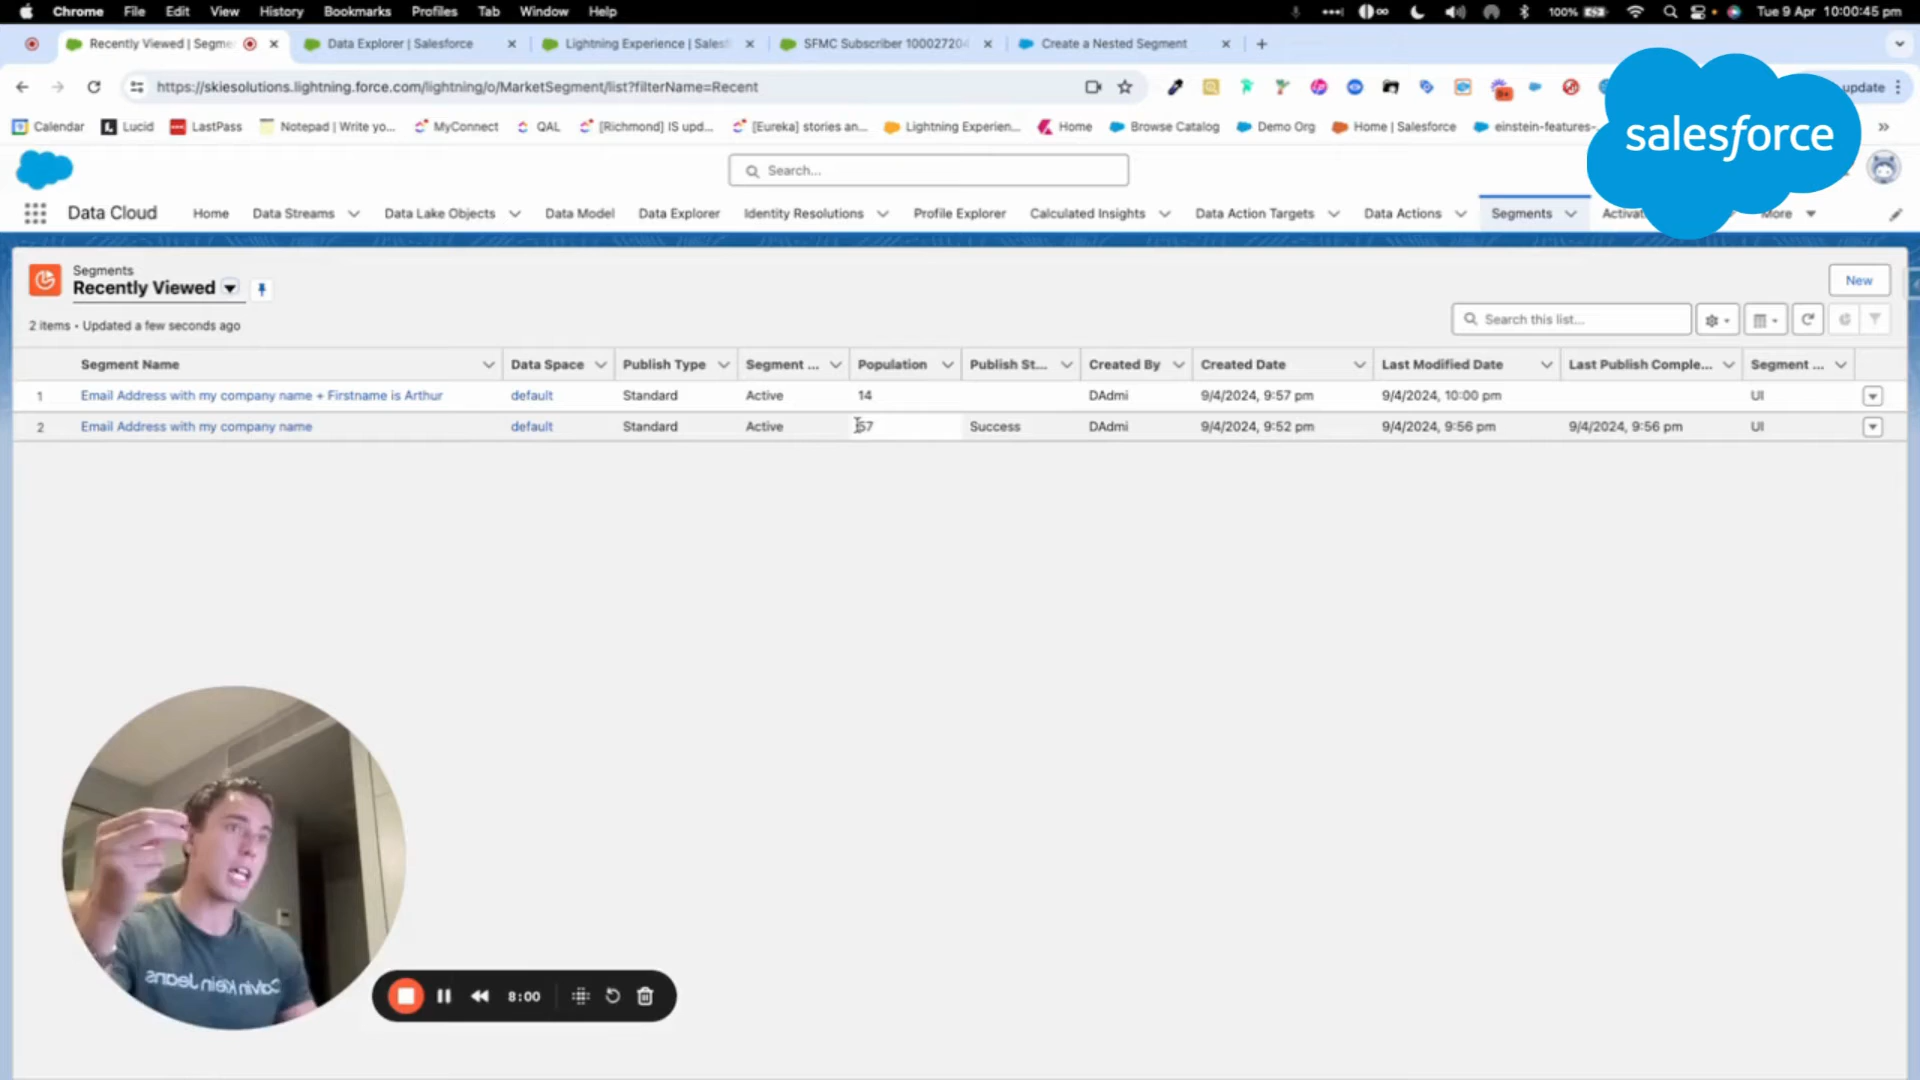 Chrome File Edit View History Bookmarks Profiles Tab Window Help 100% Tue 9 Apr 10:00:45 pm
Recently Viewed | Segme Data Explorer | Salesforce Lightning Experience | Salesf SFMC Subscriber 100027204 Create a Nested Segment
https://skiesolutions.lightning.force.com/lightning/o/MarketSegment/list?filterName=Recent update
Calendar Lucid LastPass Notepad | Write yo... MyConnect QAL [Richmond] IS upd... [Eureka] stories an... Lightning Experien... Home Browse Catalog Demo Org Home | Salesforce einstein-features-
salesforce
Search...
Data Cloud Home Data Streams Data Lake Objects Data Model Data Explorer Identity Resolutions Profile Explorer Calculated Insights Data Action Targets Data Actions Segments Activat More
Segments
Recently Viewed
New
2 items • Updated a few seconds ago
Search this list...
Segment Name Data Space Publish Type Segment ... Population Publish St... Created By Created Date Last Modified Date Last Publish Comple... Segment ...
1 Email Address with my company name + Firstname is Arthur default Standard Active 14 DAdmi 9/4/2024, 9:57 pm 9/4/2024, 10:00 pm UI
2 Email Address with my company name default Standard Active 57 Success DAdmi 9/4/2024, 9:52 pm 9/4/2024, 9:56 pm 9/4/2024, 9:56 pm UI
Calvin Klein Jeans
8:00